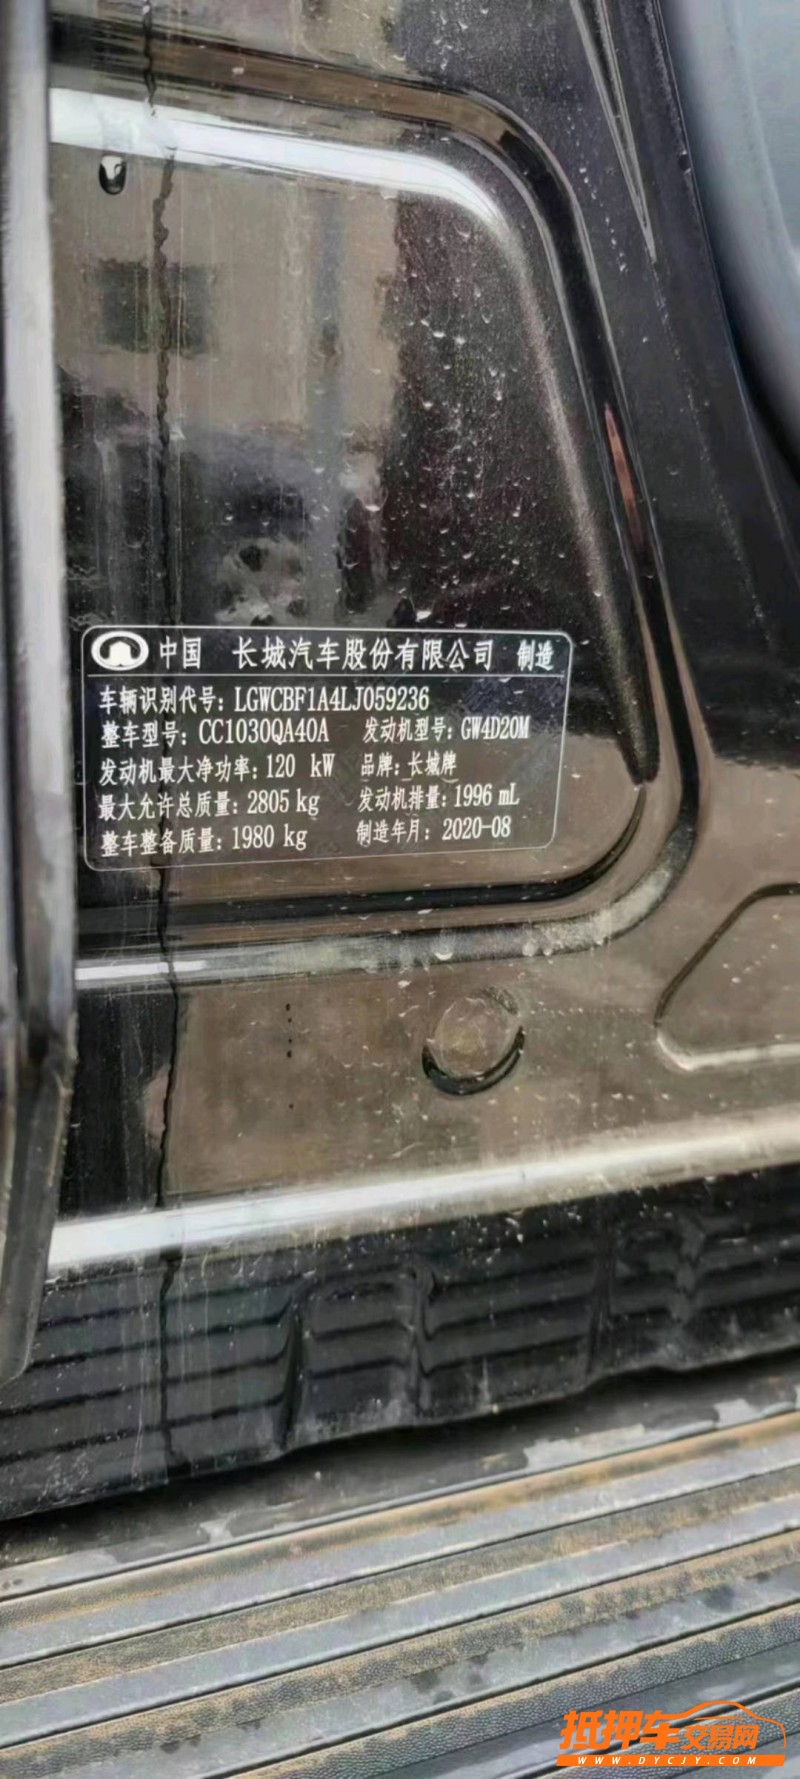 中国 长城汽车股份有限公司 制造
车辆识别代号: LGWCBF1A4LJ059236
整车型号: CC1030QA40A 发动机型号: GW4D20M
发动机最大净功率: 120 kW 品牌: 长城牌
最大允许总质量: 2805 kg 发动机排量: 1996 mL
整车整备质量: 1980 kg 制造年月: 2020-08
抵押车交易网
WWW.DYCJY.COM